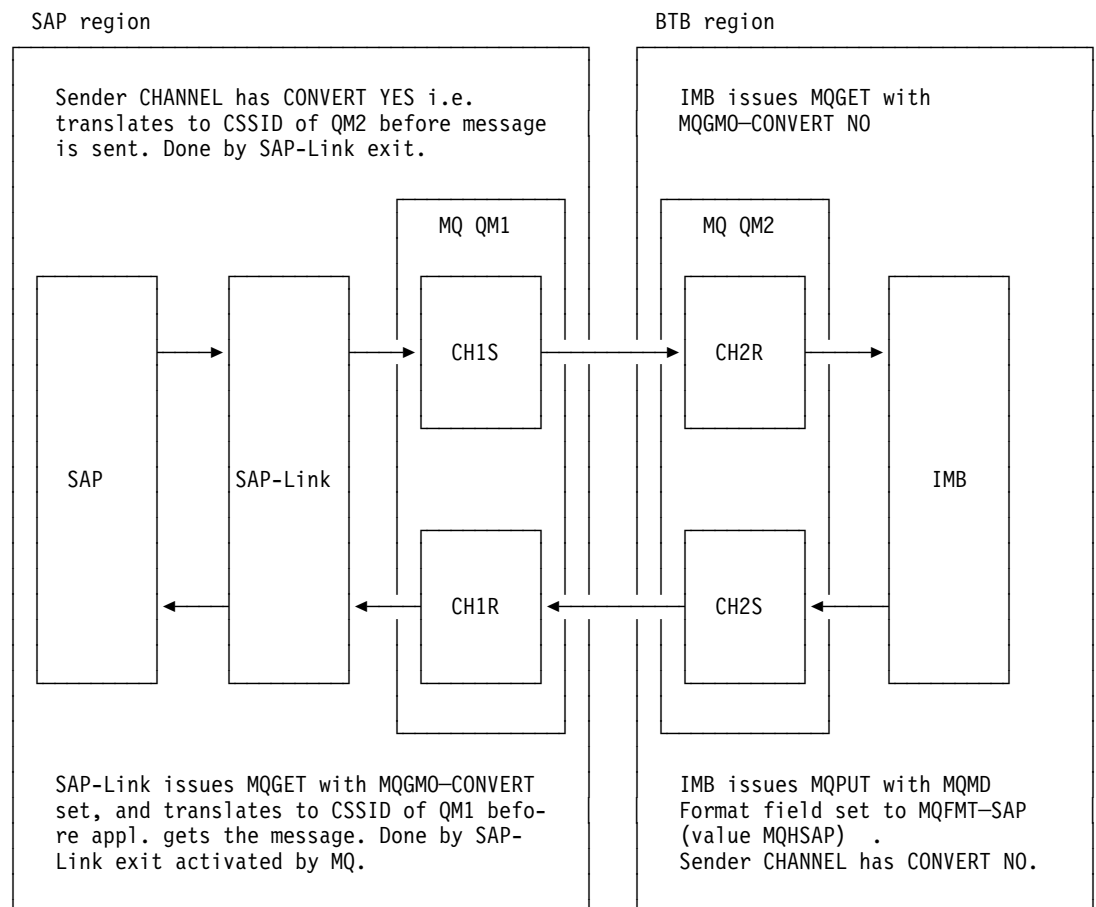 SAP region
BTB region
Sender CHANNEL has CONVERT YES i.e.
translates to CSSID of QM2 before message
is sent. Done by SAP-Link exit.
IMB issues MQGET with
MQGMO—CONVERT NO
MQ QM1
MQ QM2
CH1S
CH2R
SAP
SAP-Link
IMB
CH1R
CH2S
SAP-Link issues MQGET with MQGMO—CONVERT
set, and translates to CSSID of QM1 befo-
re appl. gets the message. Done by SAP-
Link exit activated by MQ.
IMB issues MQPUT with MQMD
Format field set to MQFMT—SAP
(value MQHSAP)  .
Sender CHANNEL has CONVERT NO.